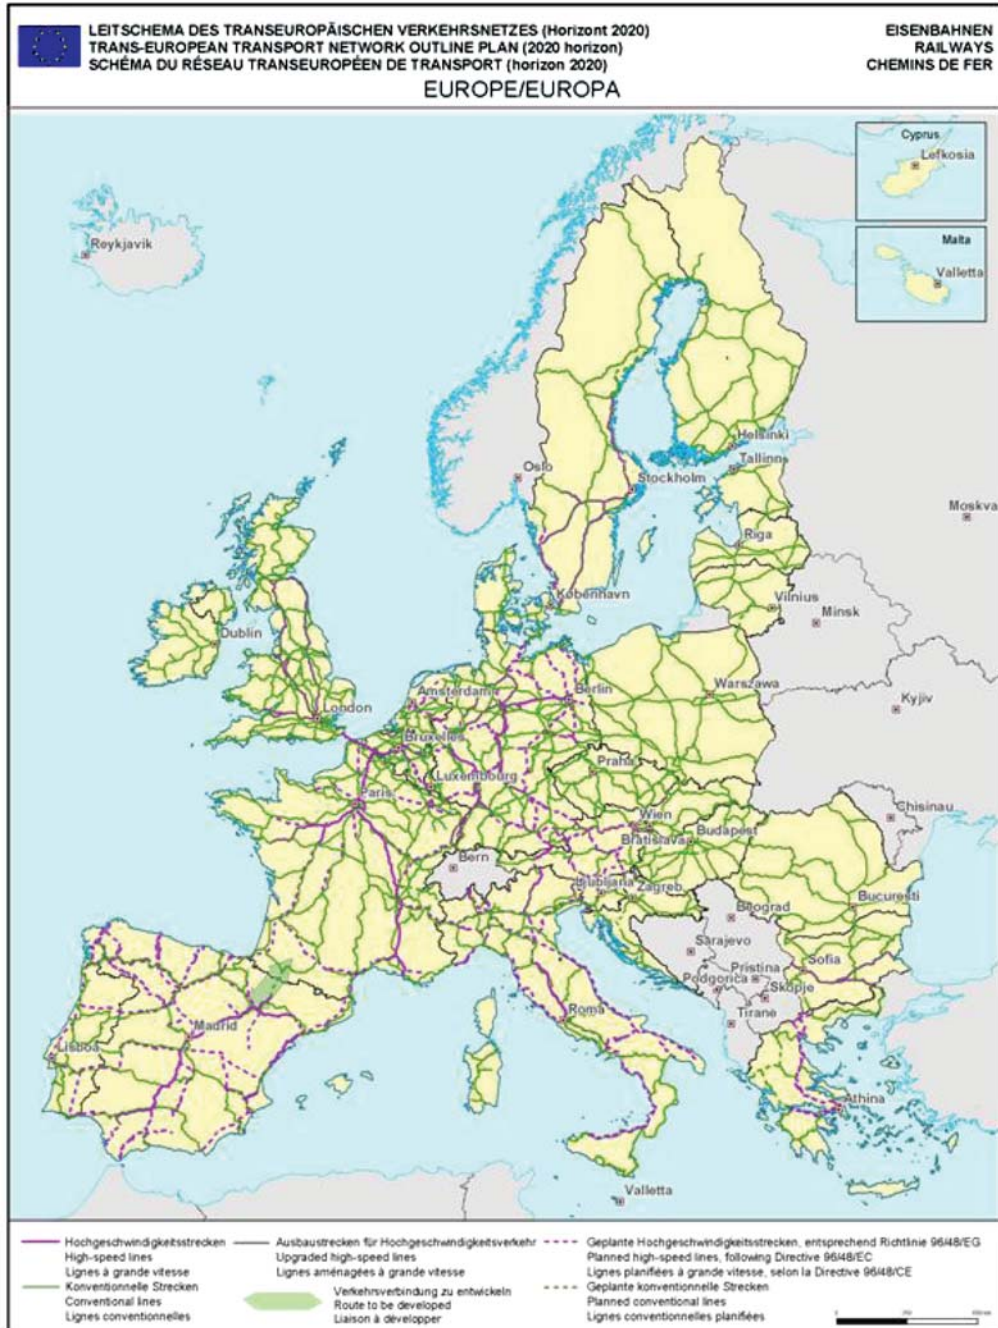 LEITSCHEMA DES TRANSEUROPÄISCHEN VERKEHRSNETZES (Horizont 2020)
TRANS-EUROPEAN TRANSPORT NETWORK OUTLINE PLAN (2020 horizon)
SCHÉMA DU RÉSEAU TRANSEUROPÉEN DE TRANSPORT (horizon 2020)
EISENBAHNEN
RAILWAYS
CHEMINS DE FER
EUROPE/EUROPA
Cyprus
Lefkosia
Malta
Valletta
Reykjavik
Helsinki
Tallinn
Oslo
Stockholm
Moskva
Riga
København
Vilnius
Minsk
Dublin
Amsterdam
Berlin
Warszawa
London
Kyjiv
Bruxelles
Praha
Luxembourg
Paris
Chisinau
Wien
Bratislava
Budapest
Bern
Ljubljana
Zagreb
Bucuresti
Beograd
Sarajevo
Sofia
Pristina
Podgorica
Skopje
Roma
Tirane
Madrid
Lisboa
Athina
Valletta
Hochgeschwindigkeitsstrecken
High-speed lines
Lignes à grande vitesse
Konventionelle Strecken
Conventional lines
Lignes conventionnelles
Ausbaustrecken für Hochgeschwindigkeitsverkehr
Upgraded high-speed lines
Lignes aménagées à grande vitesse
Verkehrsverbindung zu entwickeln
Route to be developed
Liaison à développer
Geplante Hochgeschwindigkeitsstrecken, entsprechend Richtlinie 96/48/EG
Planned high-speed lines, following Directive 96/48/EC
Lignes planifiées à grande vitesse, selon la Directive 96/48/CE
Geplante konventionelle Strecken
Planned conventional lines
Lignes conventionnelles planifiées
0